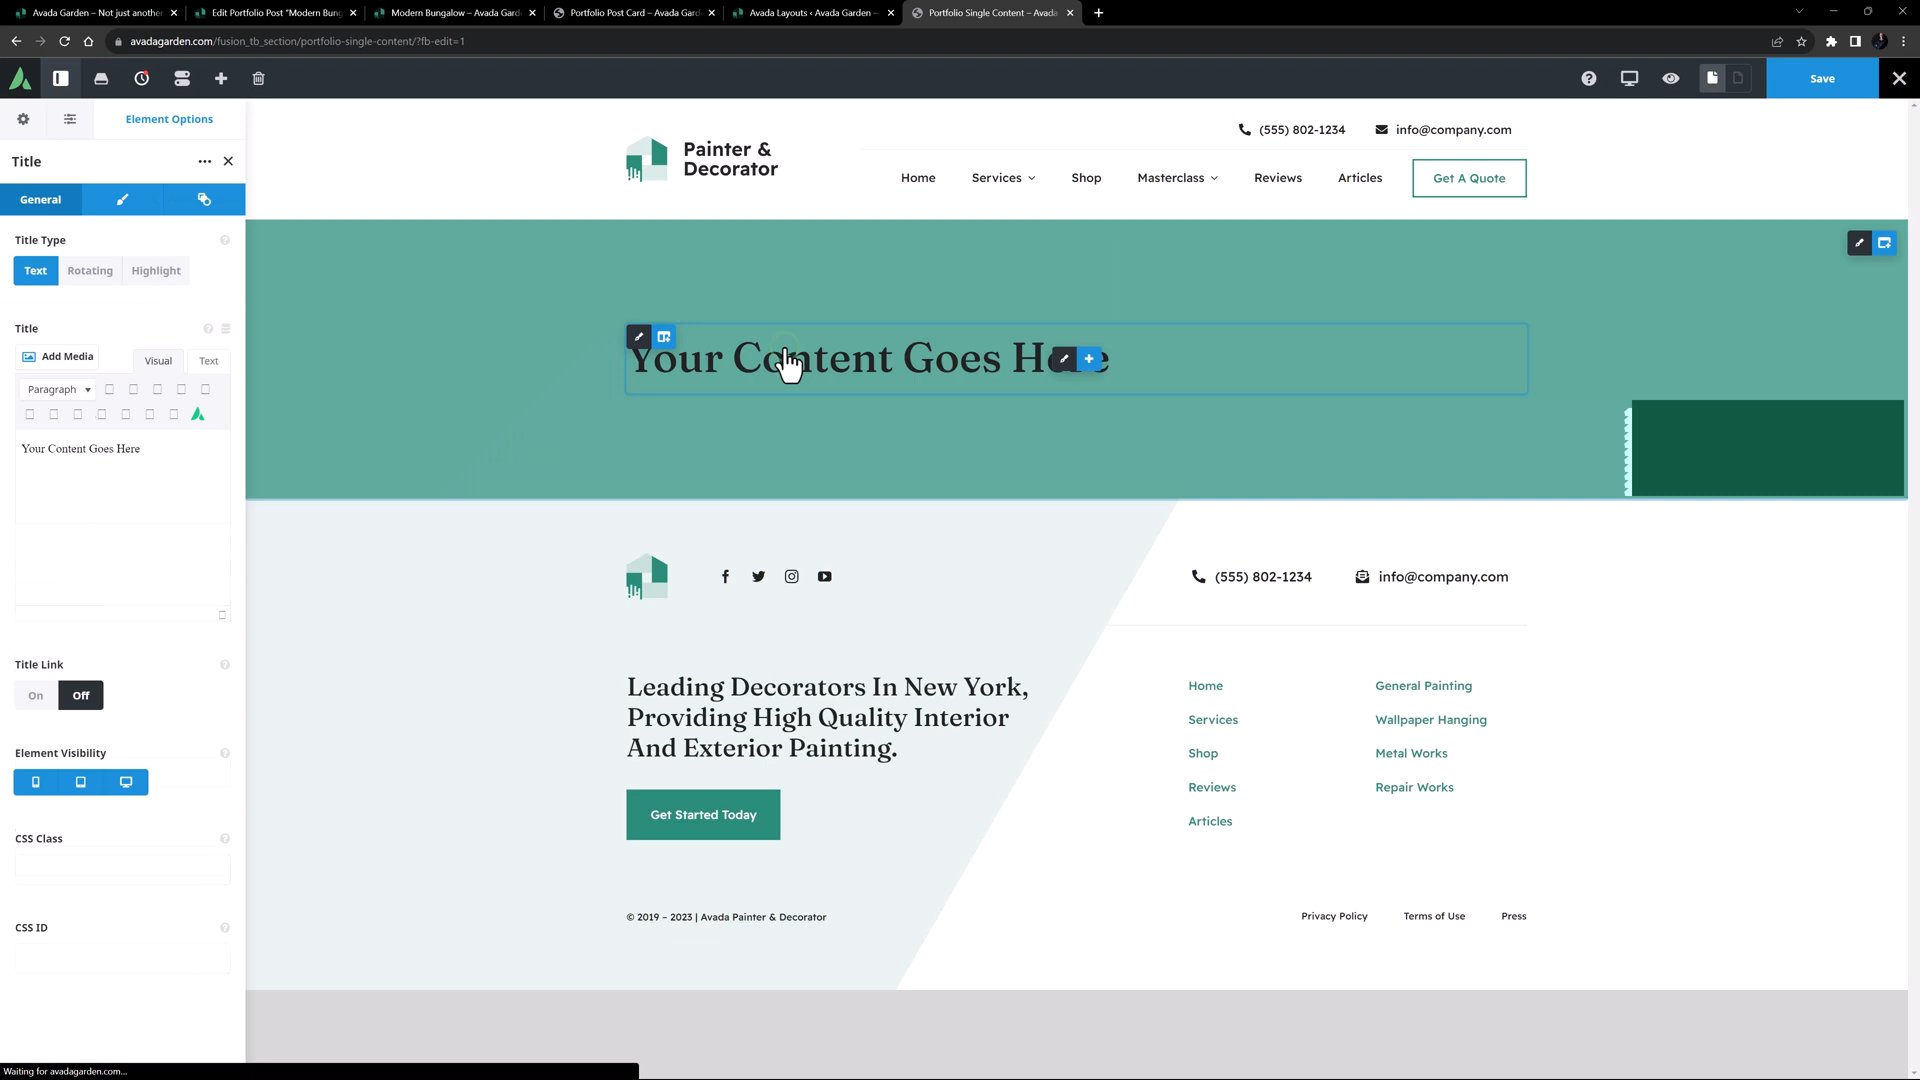 Avada Garden – Not just another
Edit Portfolio Post "Modern Bung
Modern Bungalow – Avada Gard
Portfolio Post Card – Avada Gard
Avada Layouts ‹ Avada Garden —
Portfolio Single Content – Avada
avadagarden.com/fusion_tb_section/portfolio-single-content/?fb-edit=1
Save
Element Options
Title
General
Title Type
Text Rotating Highlight
Title
Add Media Visual Text
Paragraph
Your Content Goes Here
Title Link
On Off
Element Visibility
CSS Class
CSS ID
Waiting for avadagarden.com...
Painter &
Decorator
(555) 802-1234 info@company.com
Home Services Shop Masterclass Reviews Articles Get A Quote
Your Content Goes Here
(555) 802-1234 info@company.com
Leading Decorators In New York,
Providing High Quality Interior
And Exterior Painting.
Get Started Today
Home General Painting
Services Wallpaper Hanging
Shop Metal Works
Reviews Repair Works
Articles
© 2019 – 2023 | Avada Painter & Decorator
Privacy Policy Terms of Use Press